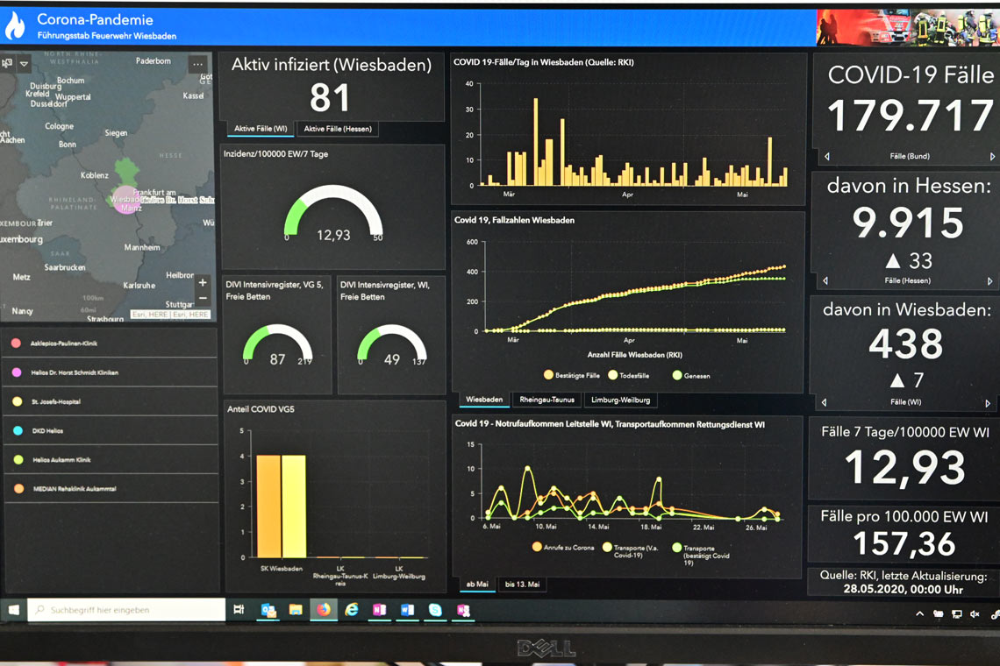 Corona-Pandemie
Führungsstab Feuerwehr Wiesbaden
NORTH RHINE-
WESTPHALIA
Paderborn
Bochum
Duisburg
Krefeld
Wuppertal
Dusseldorf
Kassel
Cologne
Aachen
Bonn
Siegen
HESSE
Koblenz
Frankfurt am
Mainz
RHINELAND-
PALATINATE
Trier
Mannheim
SAAR
Saarbrucken
Metz
Karlsruhe
Nancy
Strasbourg
100km
60mi
Esri, HERE | Esri, HERE
+
−
Asklepios-Paulinen-Klinik
Helios Dr. Horst Schmidt Kliniken
St. Josefs-Hospital
DKD Helios
Helios Aukamm Klinik
MEDIAN Rehaklinik Aukammtal
Aktiv infiziert (Wiesbaden)
81
Aktive Fälle (WI)
Aktive Fälle (Hessen)
Inzidenz/100000 EW/7 Tage
0
12,93
50
DIVI Intensivregister, VG 5,
Freie Betten
0
87
219
DIVI Intensivregister, WI,
Freie Betten
0
49
137
Anteil COVID VG5
5
4
3
2
1
0
SK Wiesbaden
LK
Rheingau-Taunus-K
reis
LK
Limburg-Weilburg
COVID 19-Fälle/Tag in Wiesbaden (Quelle: RKI)
40
30
20
10
0
Mär
Apr
Mai
Covid 19, Fallzahlen Wiesbaden
600
400
200
0
Mär
Apr
Mai
Anzahl Fälle Wiesbaden (RKI)
Bestätigte Fälle
Todesfälle
Genesen
Wiesbaden
Rheingau-Taunus
Limburg-Weilburg
Covid 19 - Notrufaufkommen Leitstelle WI, Transportaufkommen Rettungsdienst WI
15
10
5
0
6. Mai
10. Mai
14. Mai
18. Mai
22. Mai
26. Mai
Anrufe zu Corona
Transporte (V.a.
Covid-19)
Transporte
(bestätigt Covid
19)
ab Mai
bis 13. Mai
COVID-19 Fälle
179.717
Fälle (Bund)
davon in Hessen:
9.915
▲ 33
Fälle (Hessen)
davon in Wiesbaden:
438
▲ 7
Fälle (WI)
Fälle 7 Tage/100000 EW WI
12,93
Fälle pro 100.000 EW WI
157,36
Quelle: RKI, letzte Aktualisierung:
28.05.2020, 00:00 Uhr
Suchbegriff hier eingeben
DELL